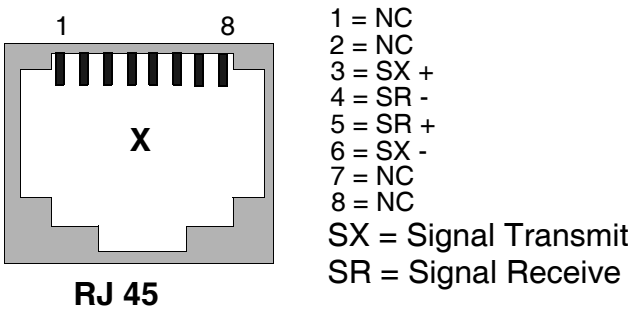 1 8
X
RJ 45
1 = NC
2 = NC
3 = SX +
4 = SR -
5 = SR +
6 = SX -
7 = NC
8 = NC
SX = Signal Transmit
SR = Signal Receive